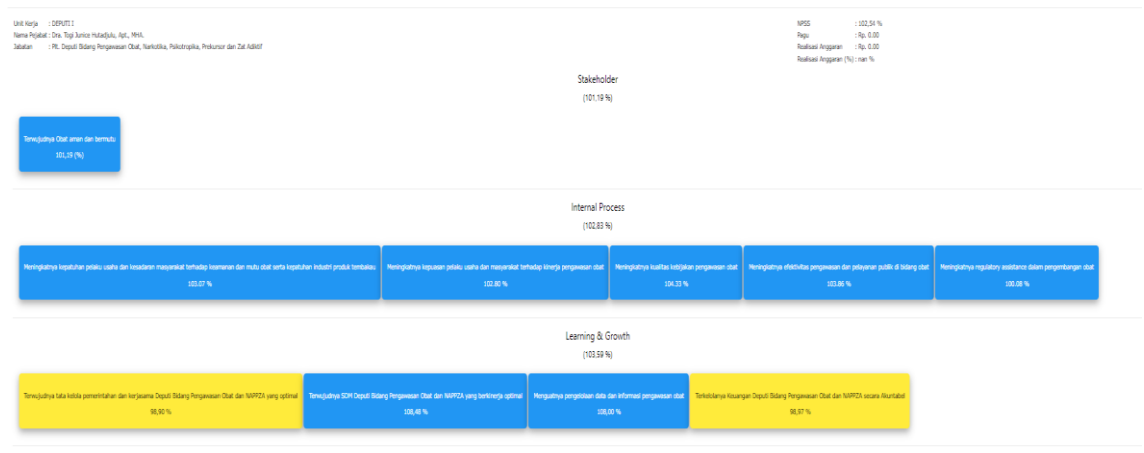 Unit Kerja : DEPUTI I
Nama Pejabat : Dra. Togi Junice Hutadjulu, Apt., MHA.
Jabatan : Plt. Deputi Bidang Pengawasan Obat, Narkotika, Psikotropika, Prekursor dan Zat Adiktif
NPSS : 102,54 %
Pagu : Rp. 0.00
Realisasi Anggaran : Rp. 0.00
Realisasi Anggaran (%) : nan %
Stakeholder
(101,19 %)
Terwujudnya Obat aman dan bermutu
101,19 (%)
Internal Process
(102,83 %)
Meningkatnya kepatuhan pelaku usaha dan kesadaran masyarakat terhadap keamanan dan mutu obat serta kepatuhan industri produk tembakau
103.07 %
Meningkatnya kepuasan pelaku usaha dan masyarakat terhadap kinerja pengawasan obat
102.80 %
Meningkatnya kualitas kebijakan pengawasan obat
104.33 %
Meningkatnya efektivitas pengawasan dan pelayanan publik di bidang obat
103.86 %
Meningkatnya regulatory assistance dalam pengembangan obat
100.08 %
Learning & Growth
(103,59 %)
Terwujudnya tata kelola pemerintahan dan kerjasama Deputi Bidang Pengawasan Obat dan NAPPZA yang optimal
98,90 %
Terwujudnya SDM Deputi Bidang Pengawasan Obat dan NAPPZA yang berkinerja optimal
108,48 %
Menguatnya pengelolaan data dan informasi pengawasan obat
108,00 %
Terkelolanya Keuangan Deputi Bidang Pengawasan Obat dan NAPPZA secara Akuntabel
98,97 %